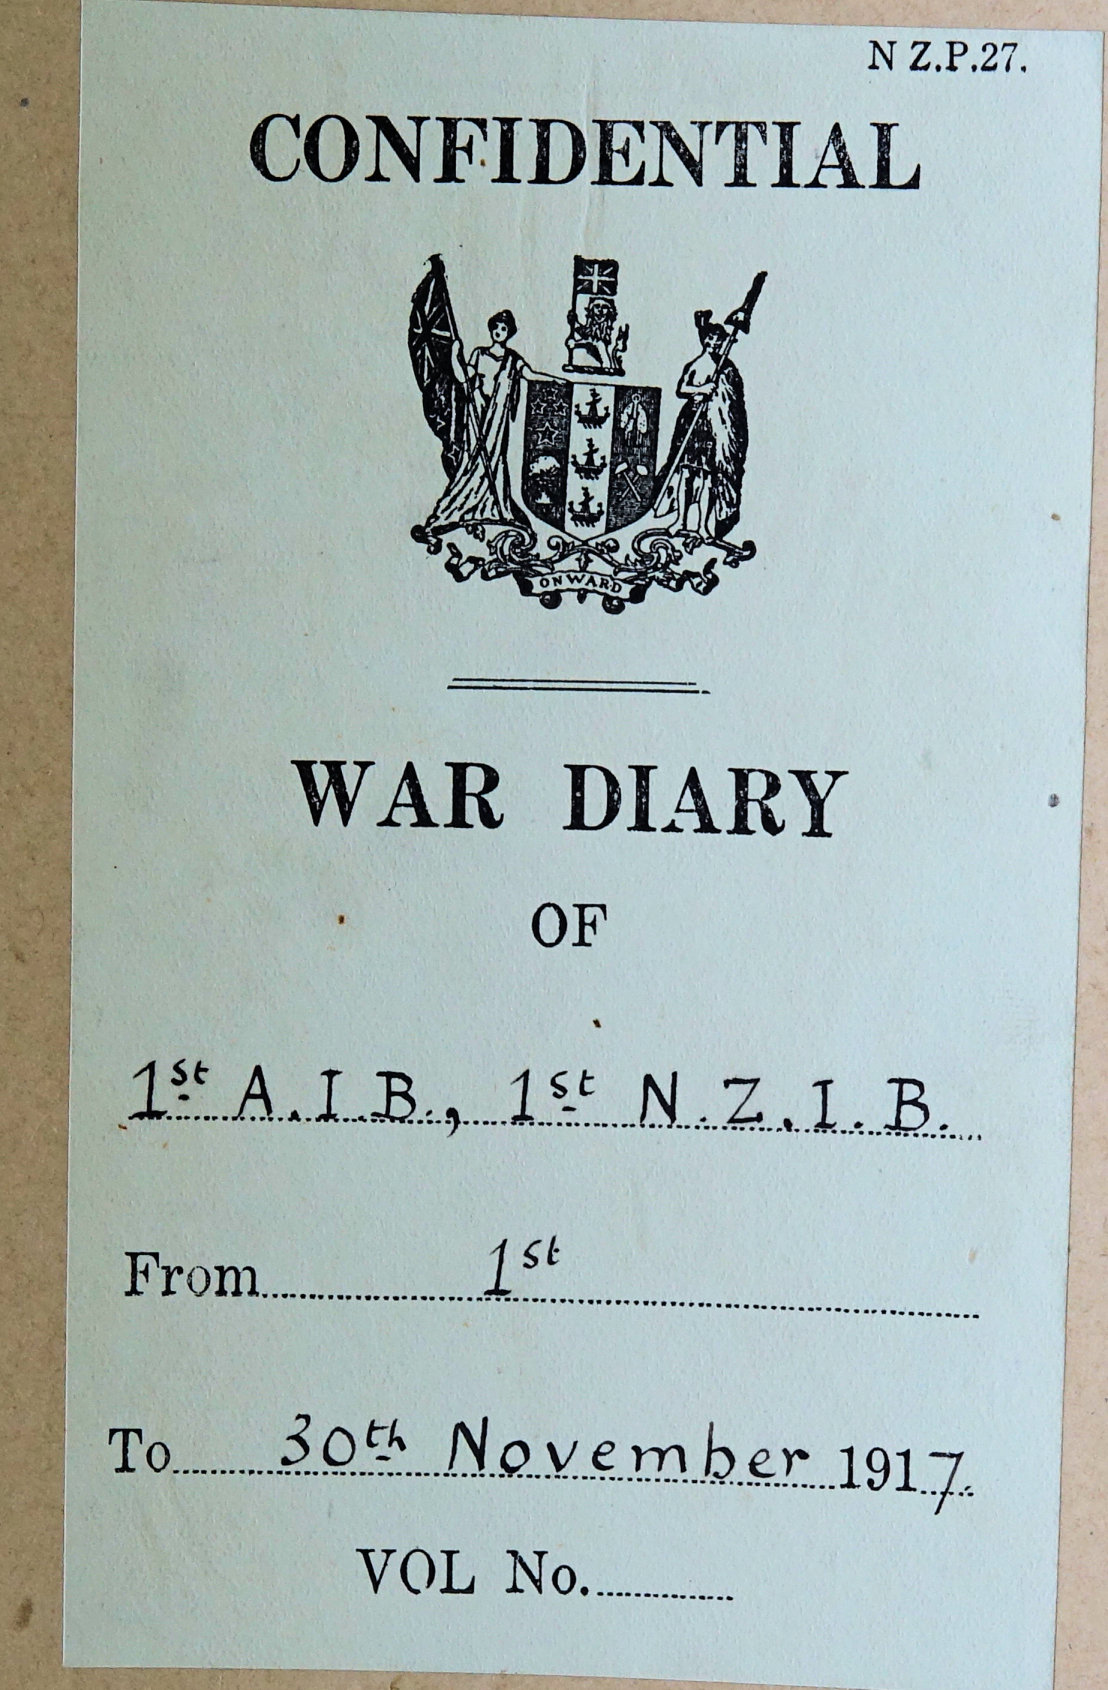 N Z.P.27.
CONFIDENTIAL
ONWARD
WAR DIARY
OF
1st A.I.B., 1st N.Z.I.B.
From 1st
To 30th November 1917.
VOL No.